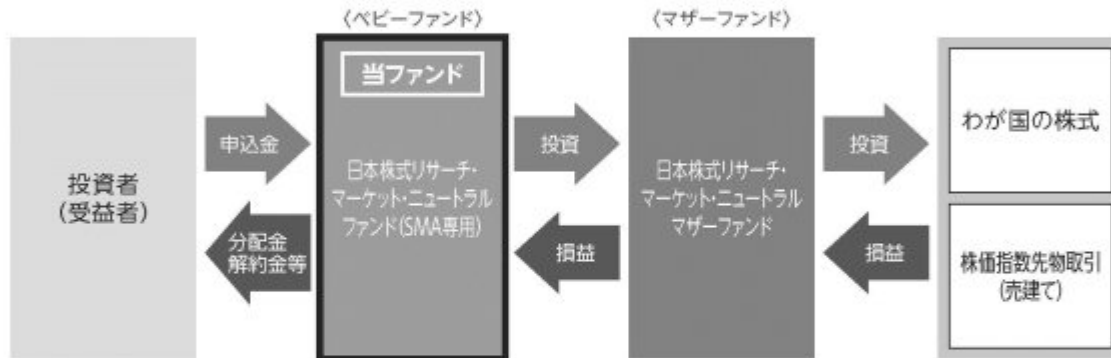 〈ベビーファンド〉
〈マザーファンド〉
投資者
(受益者)
申込金
分配金
解約金等
当ファンド
日本株式リサーチ・
マーケット・ニュートラル
ファンド(SMA専用)
投資
損益
日本株式リサーチ・
マーケット・ニュートラル
マザーファンド
投資
損益
わが国の株式
株価指数先物取引
(売建て)